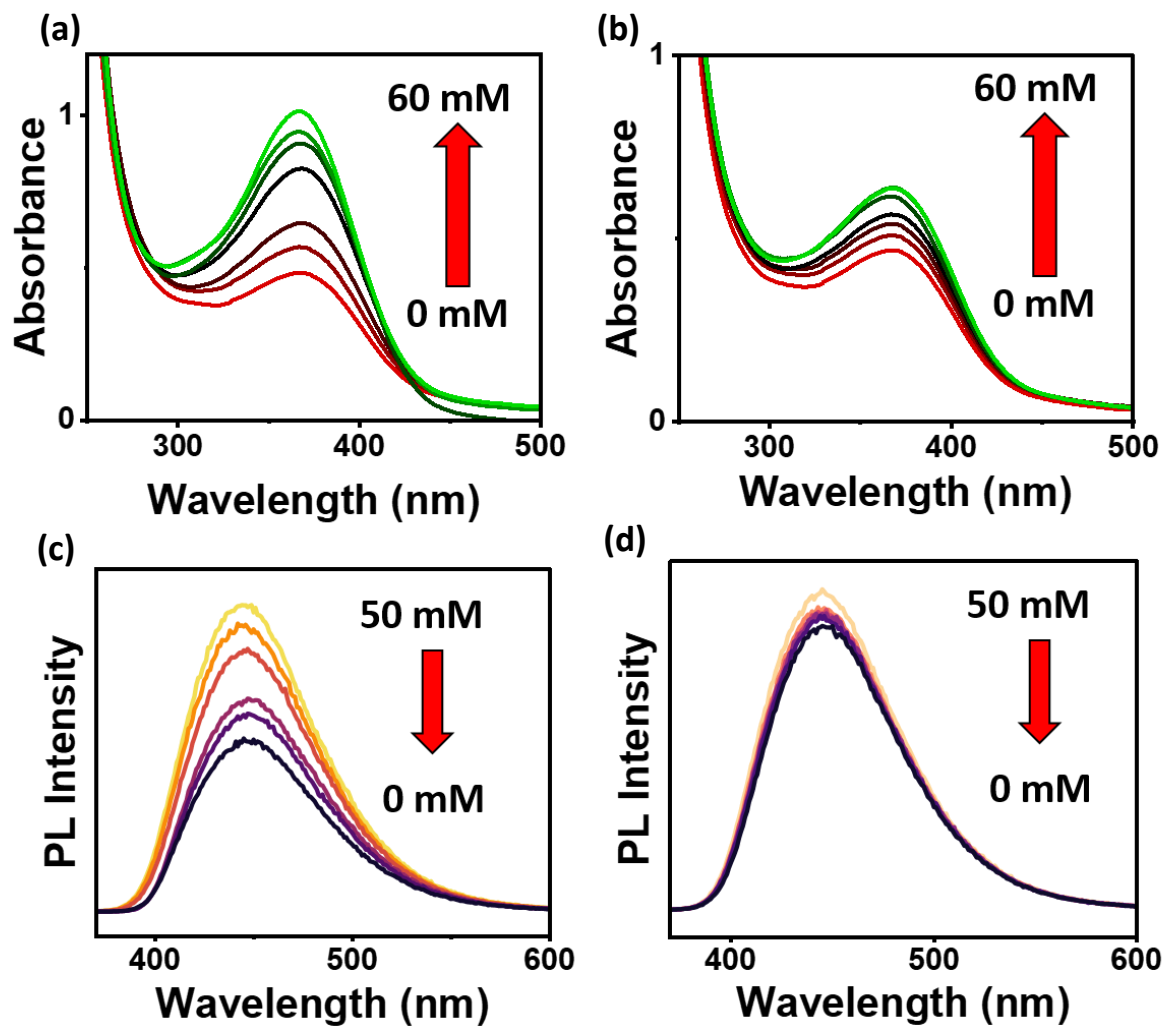 (a)
Absorbance
1
0
60 mM
0 mM
300 400 500
Wavelength (nm)
(b)
Absorbance
1
0
60 mM
0 mM
300 400 500
Wavelength (nm)
(c)
PL Intensity
50 mM
0 mM
400 500 600
Wavelength (nm)
(d)
PL Intensity
50 mM
0 mM
400 500 600
Wavelength (nm)